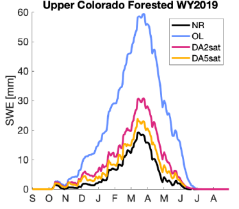 Upper Colorado Forested WY2019
60
50
40
30
20
10
0
SWE [mm]
NR
OL
DA2sat
DA5sat
S O N D J F M A M J J A S